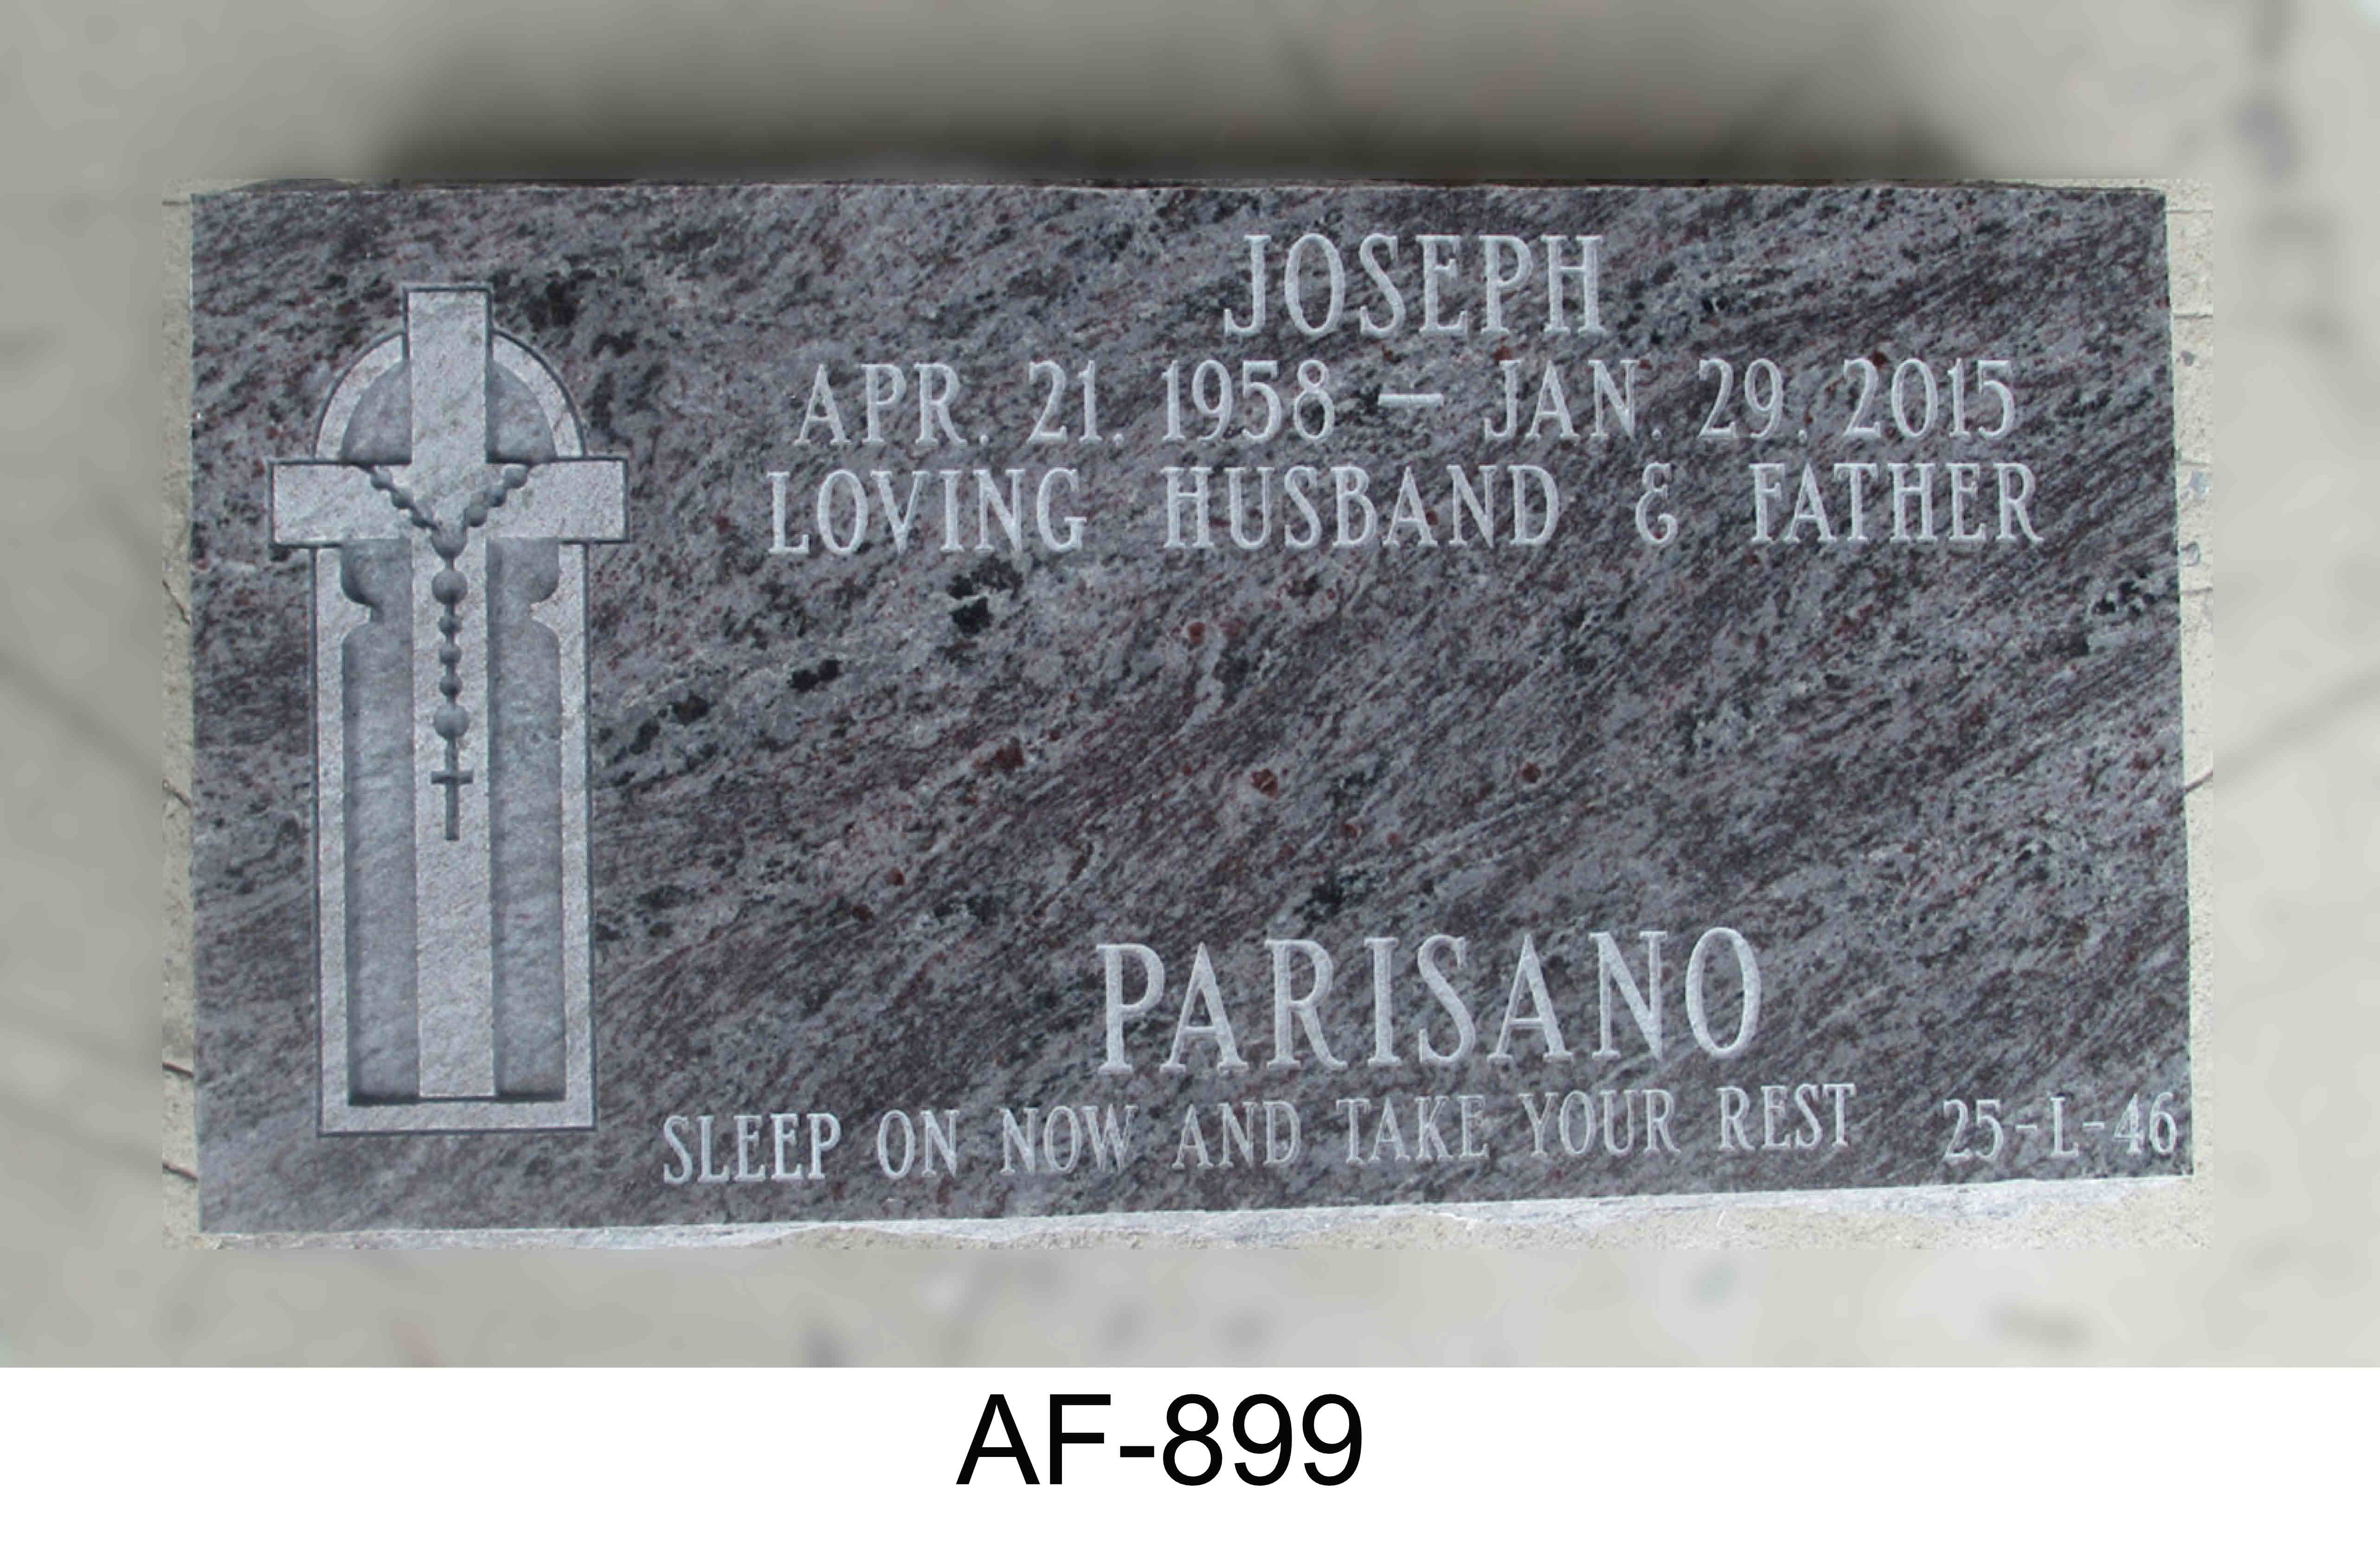 JOSEPH
APR. 21. 1958 — JAN. 29. 2015
LOVING HUSBAND & FATHER
PARISANO
SLEEP ON NOW AND TAKE YOUR REST 25-L-46
AF-899